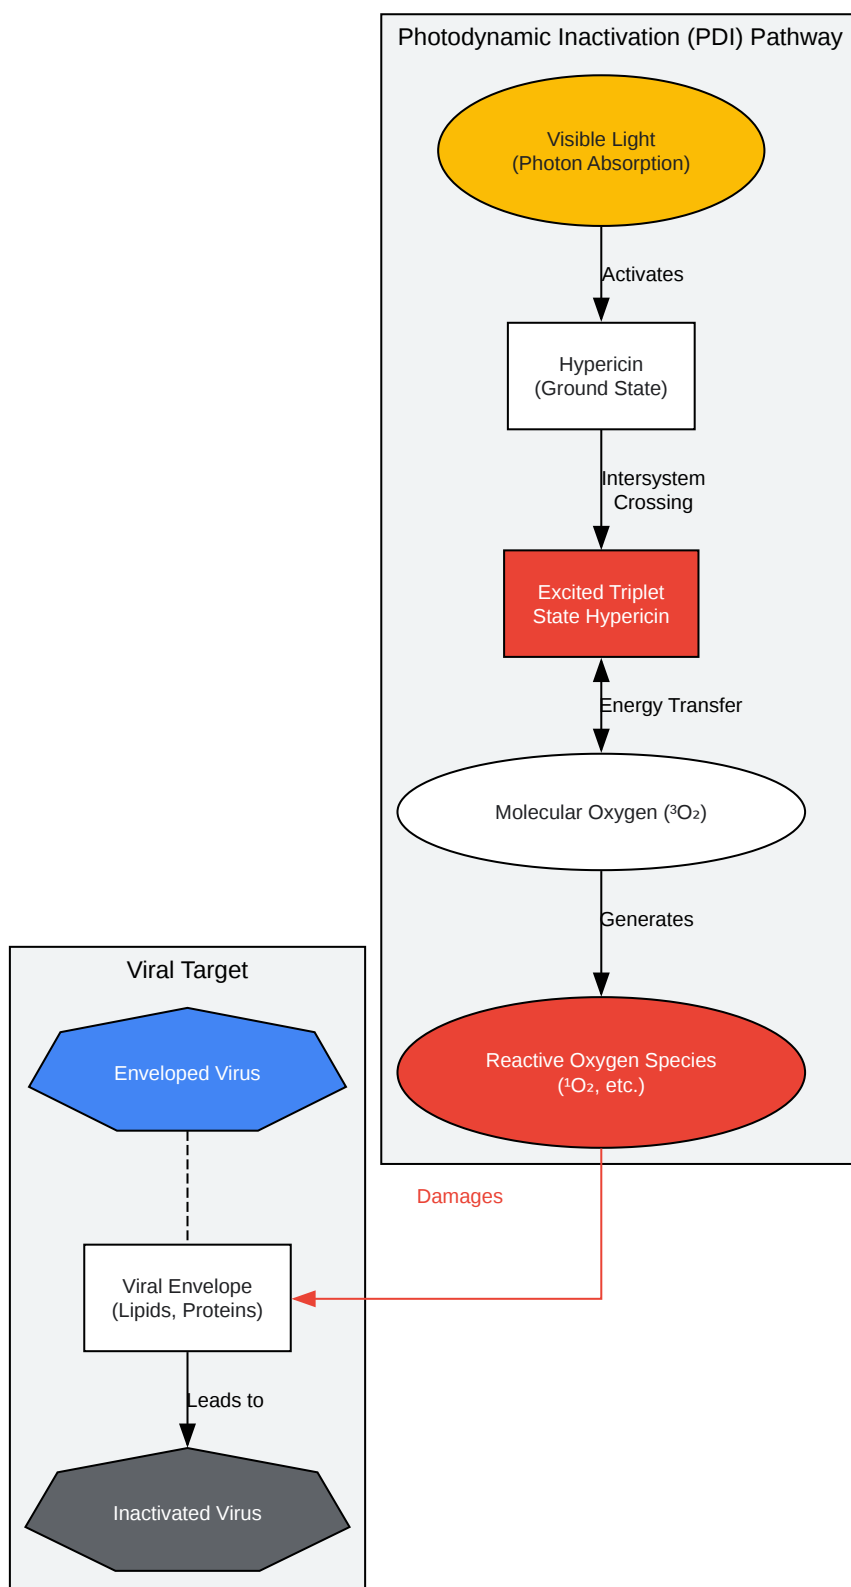 Photodynamic Inactivation (PDI) Pathway
Visible Light
(Photon Absorption)
Activates
Hypericin
(Ground State)
Intersystem
Crossing
Excited Triplet
State Hypericin
Energy Transfer
Molecular Oxygen (³O₂)
Generates
Reactive Oxygen Species
(¹O₂, etc.)
Damages
Viral Target
Enveloped Virus
Viral Envelope
(Lipids, Proteins)
Leads to
Inactivated Virus